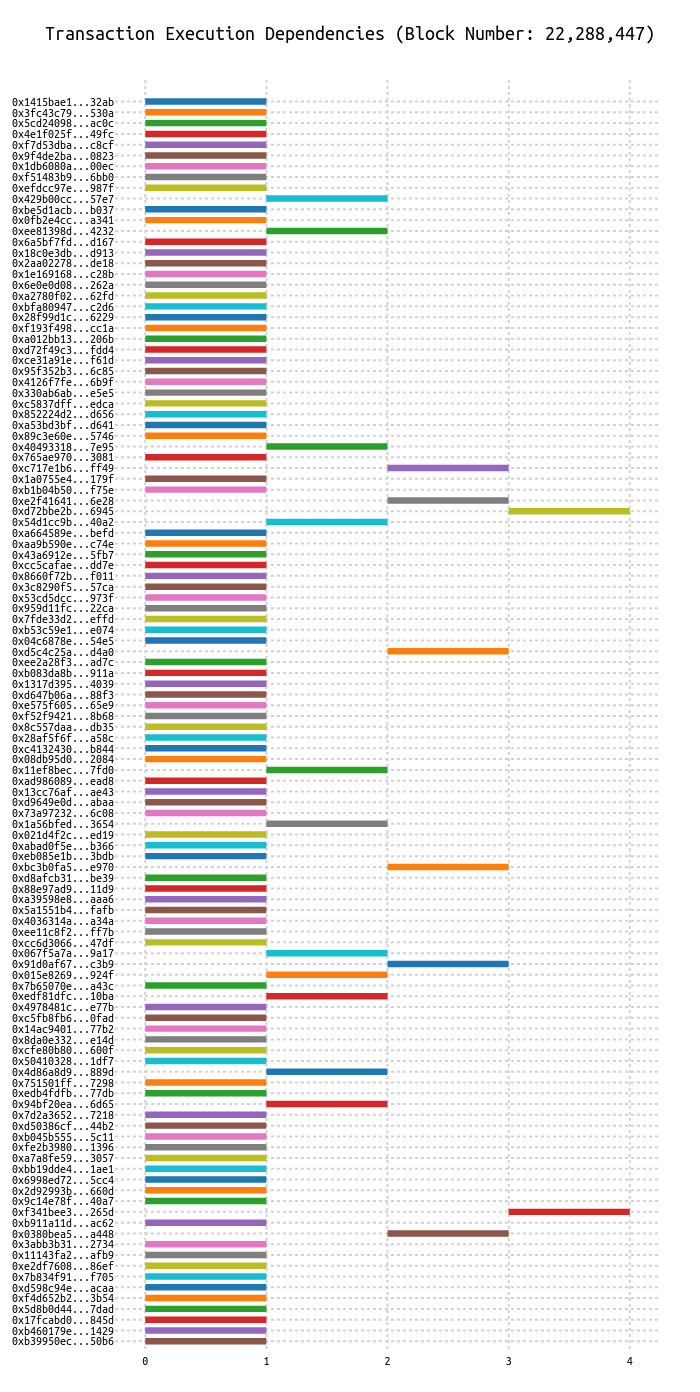 Transaction Execution Dependencies (Block Number: 22,288,447)
0x1415bae1...32ab
0x3fc43c79...530a
0x5cd24098...ac0c
0x4e1f025f...49fc
0xf7d53dba...c8cf
0x9f4de2ba...0823
0x1db6080a...00ec
0xf51483b9...6bb0
0xefdcc97e...987f
0x429b00cc...57e7
0xbe5d1acb...b037
0x0fb2e4cc...a341
0xee81398d...4232
0x6a5bf7fd...d167
0x18c0e3db...d913
0x2aa02278...de18
0x1e169168...c28b
0x6e0e0d08...262a
0xa2780f02...62fd
0xbfa80947...c2d6
0x28f99d1c...6229
0xf193f498...cc1a
0xa012bb13...206b
0xd72f49c3...fdd4
0xce31a91e...f61d
0x95f352b3...6c85
0x4126f7fe...6b9f
0x330ab6ab...e5e5
0xc5837dff...edca
0x852224d2...d656
0xa53bd3bf...d641
0x89c3e60e...5746
0x40493318...7e95
0x765ae970...3081
0xc717e1b6...ff49
0x1a0755e4...179f
0xb1b04b50...f75e
0xe2f41641...6e28
0xd72bbe2b...6945
0x54d1cc9b...40a2
0xa664589e...befd
0xaa9b590e...c74e
0x43a6912e...5fb7
0xcc5cafae...dd7e
0x8660f72b...f011
0x3c8290f5...57ca
0x53cd5dcc...973f
0x959d11fc...22ca
0x7fde33d2...effd
0xb53c59e1...e074
0x04c6878e...54e5
0xd5c4c25a...d4a0
0xee2a28f3...ad7c
0xb083da8b...911a
0x1317d395...4039
0xd647b06a...88f3
0xe575f605...65e9
0xf52f9421...8b68
0x8c557daa...db35
0x28af5f6f...a58c
0xc4132430...b844
0x08db95d0...2084
0x11ef8bec...7fd0
0xad986089...ead8
0x13cc76af...ae43
0xd9649e0d...abaa
0x73a97232...6c08
0x1a56bfed...3654
0x021d4f2c...ed19
0xabad0f5e...b366
0xeb085e1b...3bdb
0xbc3b0fa5...e970
0xd8afcb31...be39
0x88e97ad9...11d9
0xa39598e8...aaa6
0x5a1551b4...fafb
0x4036314a...a34a
0xee11c8f2...ff7b
0xcc6d3066...47df
0x067f5a7a...9a17
0x91d0af67...c3b9
0x015e8269...924f
0x7b65070e...a43c
0xedf81dfc...10ba
0x4978481c...e77b
0xc5fb8fb6...0fad
0x14ac9401...77b2
0x8da0e332...e14d
0xcfe80b80...600f
0x50410328...1df7
0x4d86a8d9...889d
0x751501ff...7298
0xedb4fdfb...77db
0x94bf20ea...6d65
0x7d2a3652...7218
0xd50386cf...44b2
0xb045b555...5c11
0xfe2b3980...1396
0xa7a8fe59...3057
0xbb19dde4...1ae1
0x6998ed72...5cc4
0x2d92993b...660d
0x9c14e78f...40a7
0xf341bee3...265d
0xb911a11d...ac62
0x0380bea5...a448
0x3abb3b31...2734
0x11143fa2...afb9
0xe2df7608...86ef
0x7b834f91...f705
0xd598c94e...acaa
0xf4d652b2...3b54
0x5d8b0d44...7dad
0x17fcabd0...845d
0xb460179e...1429
0xb39950ec...50b6
0 1 2 3 4